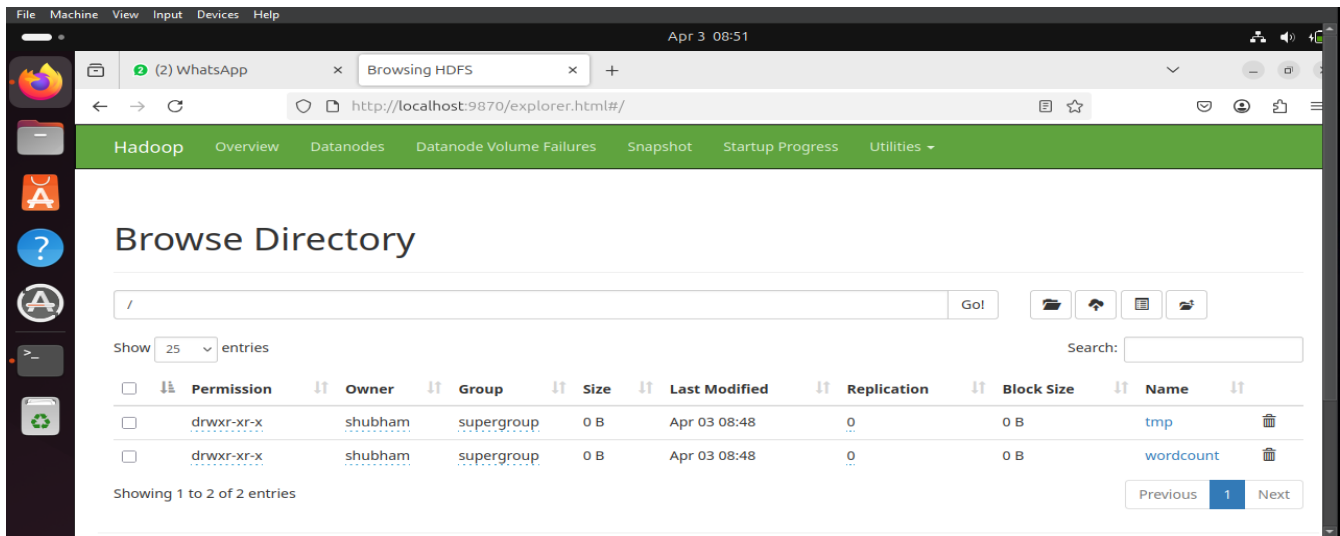 File Machine View Input Devices Help
Apr 3 08:51
2 (2) WhatsApp × Browsing HDFS × +
http://localhost:9870/explorer.html#/
Hadoop Overview Datanodes Datanode Volume Failures Snapshot Startup Progress Utilities
Browse Directory
/ Go!
Show 25 entries Search:
Permission Owner Group Size Last Modified Replication Block Size Name
drwxr-xr-x shubham supergroup 0 B Apr 03 08:48 0 0 B tmp
drwxr-xr-x shubham supergroup 0 B Apr 03 08:48 0 0 B wordcount
Showing 1 to 2 of 2 entries Previous 1 Next